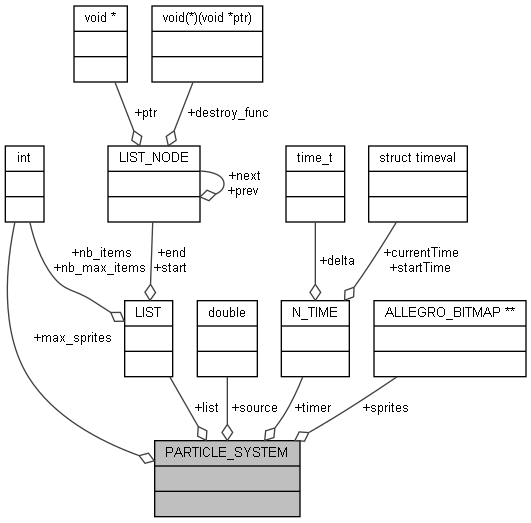 void *
void(*)(void *ptr)
+ptr
+destroy_func
int
LIST_NODE
+next
+prev
time_t
struct timeval
+nb_items
+nb_max_items
+end
+start
+delta
+currentTime
+startTime
+max_sprites
LIST
double
N_TIME
ALLEGRO_BITMAP **
+list
+source
+timer
+sprites
PARTICLE_SYSTEM